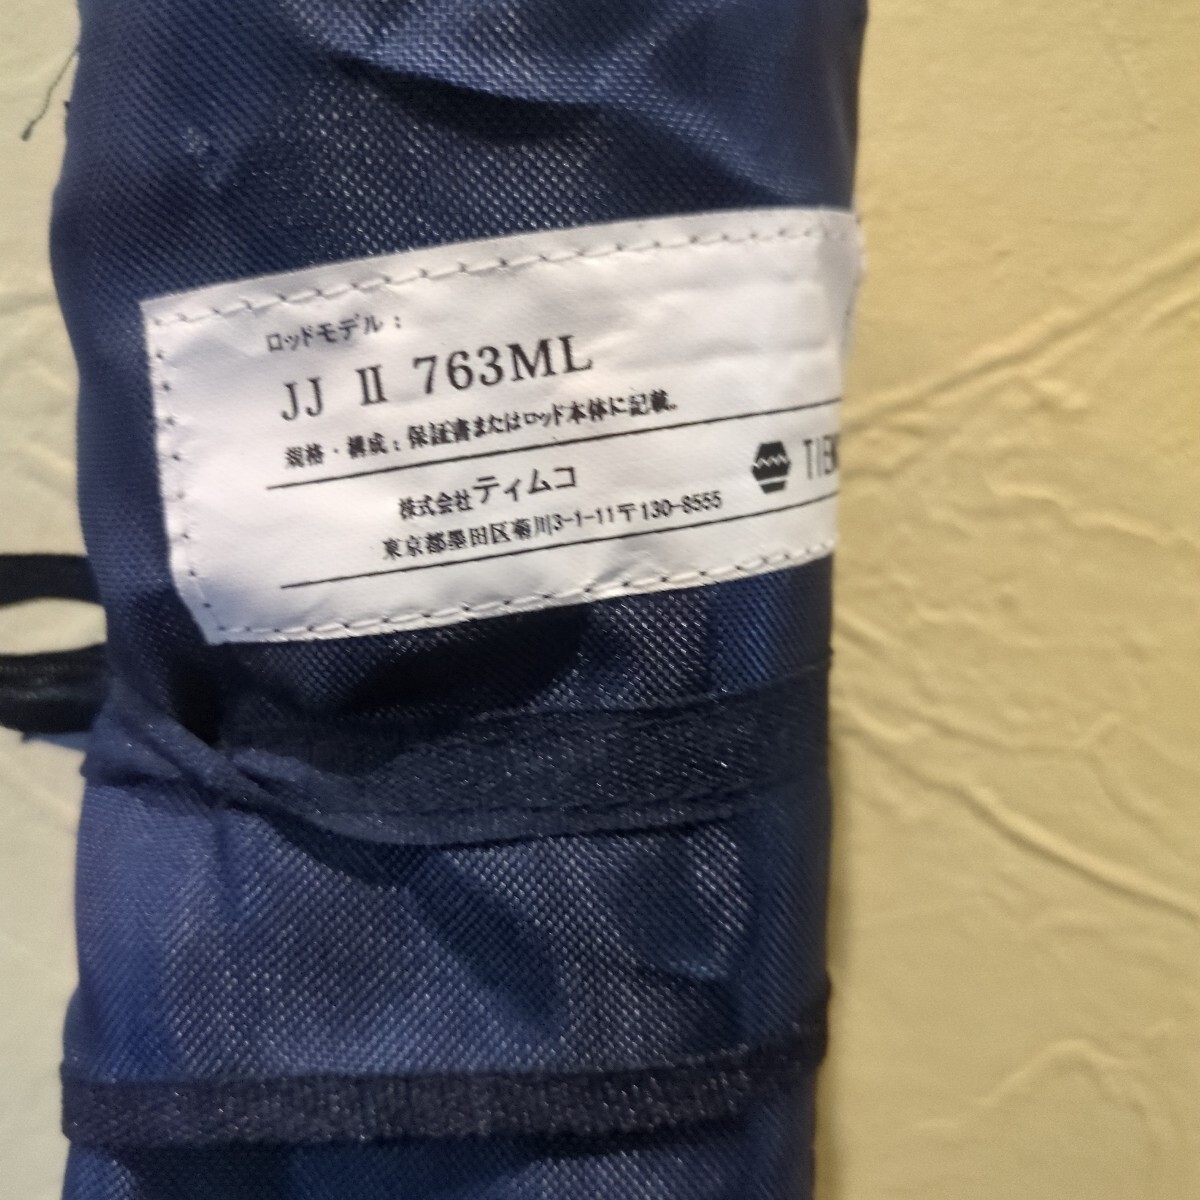 ロッドモデル：
JJ II 763ML
規格・構成：保証書またはロッド本体に記載。
株式会社ティムコ
東京都墨田区菊川3-1-11〒130-8555